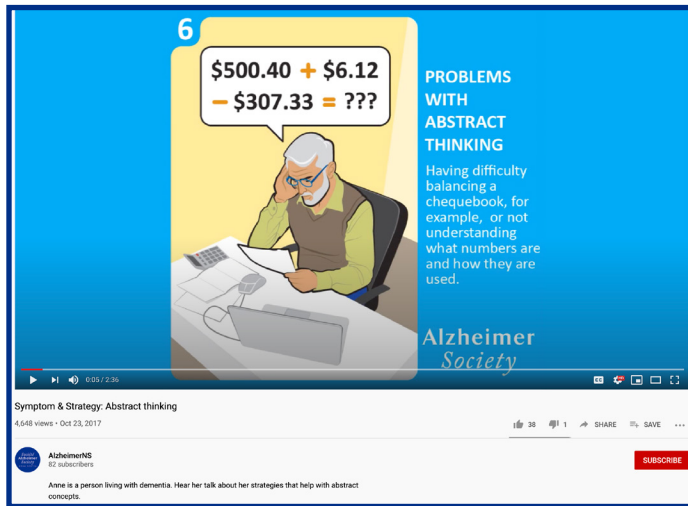 6
$500.40 + $6.12
– $307.33 = ???
PROBLEMS
WITH
ABSTRACT
THINKING
Having difficulty
balancing a
chequebook, for
example, or not
understanding
what numbers are
and how they are
used.
Alzheimer
Society
0:05 / 2:36
CC
Symptom & Strategy: Abstract thinking
4,648 views • Oct 23, 2017
38
1
SHARE
SAVE
Alzheimer
Society
AlzheimerNS
82 subscribers
SUBSCRIBE
Anne is a person living with dementia. Hear her talk about her strategies that help with abstract
concepts.